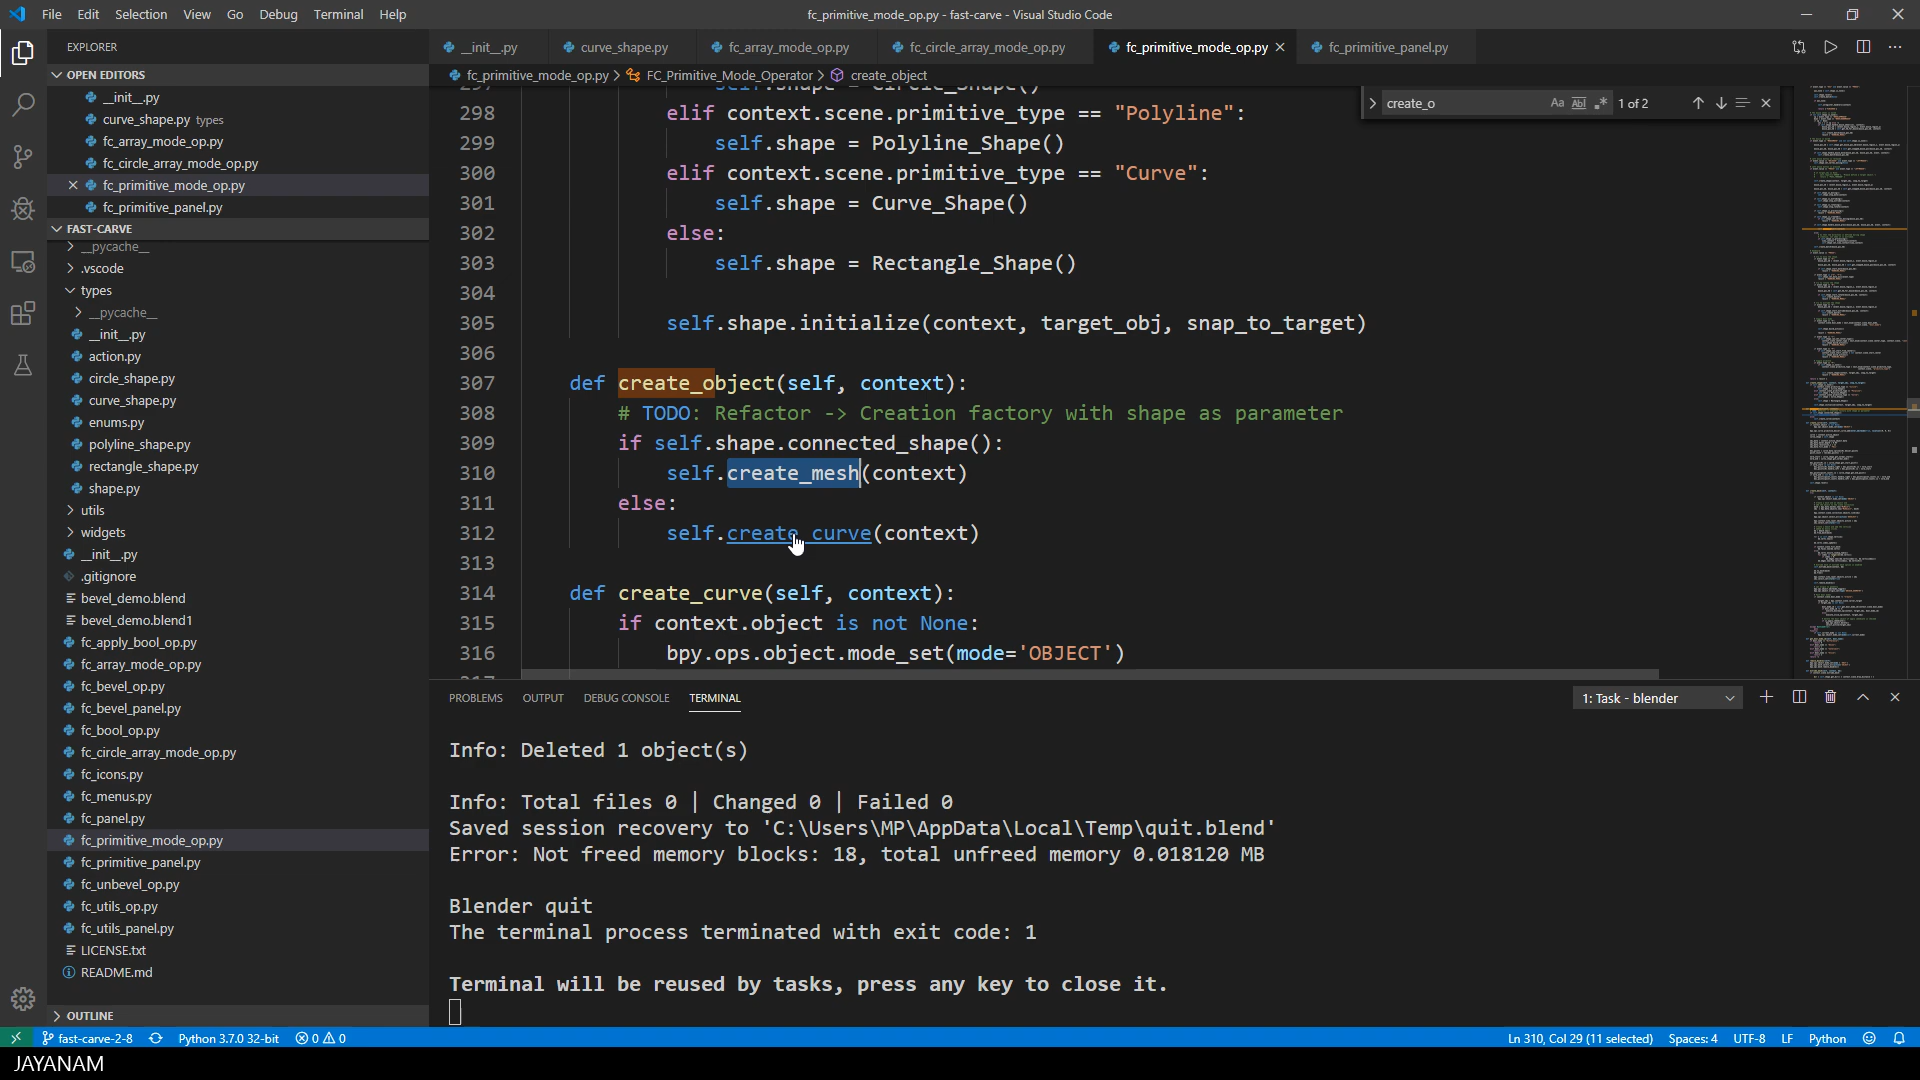 File Edit Selection View Go Debug Terminal Help
fc_primitive_mode_op.py - fast-carve - Visual Studio Code
EXPLORER
OPEN EDITORS
__init__.py
curve_shape.py types
fc_array_mode_op.py
fc_circle_array_mode_op.py
fc_primitive_mode_op.py
fc_primitive_panel.py
FAST-CARVE
__pycache__
.vscode
types
__pycache__
__init__.py
action.py
circle_shape.py
curve_shape.py
enums.py
polyline_shape.py
rectangle_shape.py
shape.py
utils
widgets
__init__.py
.gitignore
bevel_demo.blend
bevel_demo.blend1
fc_apply_bool_op.py
fc_array_mode_op.py
fc_bevel_op.py
fc_bevel_panel.py
fc_bool_op.py
fc_circle_array_mode_op.py
fc_icons.py
fc_menus.py
fc_panel.py
fc_primitive_mode_op.py
fc_primitive_panel.py
fc_unbevel_op.py
fc_utils_op.py
fc_utils_panel.py
LICENSE.txt
README.md
OUTLINE
__init__.py curve_shape.py fc_array_mode_op.py fc_circle_array_mode_op.py fc_primitive_mode_op.py fc_primitive_panel.py
fc_primitive_mode_op.py > FC_Primitive_Mode_Operator > create_object
create_o Aa Abl .* 1 of 2
297 self.shape = Circle_Shape()
298 elif context.scene.primitive_type == "Polyline":
299 self.shape = Polyline_Shape()
300 elif context.scene.primitive_type == "Curve":
301 self.shape = Curve_Shape()
302 else:
303 self.shape = Rectangle_Shape()
304
305 self.shape.initialize(context, target_obj, snap_to_target)
306
307 def create_object(self, context):
308 # TODO: Refactor -> Creation factory with shape as parameter
309 if self.shape.connected_shape():
310 self.create_mesh(context)
311 else:
312 self.create_curve(context)
313
314 def create_curve(self, context):
315 if context.object is not None:
316 bpy.ops.object.mode_set(mode='OBJECT')
PROBLEMS OUTPUT DEBUG CONSOLE TERMINAL
1: Task - blender
Info: Deleted 1 object(s)
Info: Total files 0 | Changed 0 | Failed 0
Saved session recovery to 'C:\Users\MP\AppData\Local\Temp\quit.blend'
Error: Not freed memory blocks: 18, total unfreed memory 0.018120 MB
Blender quit
The terminal process terminated with exit code: 1
Terminal will be reused by tasks, press any key to close it.
fast-carve-2-8 Python 3.7.0 32-bit 0 0
Ln 310, Col 29 (11 selected) Spaces: 4 UTF-8 LF Python
JAYANAM